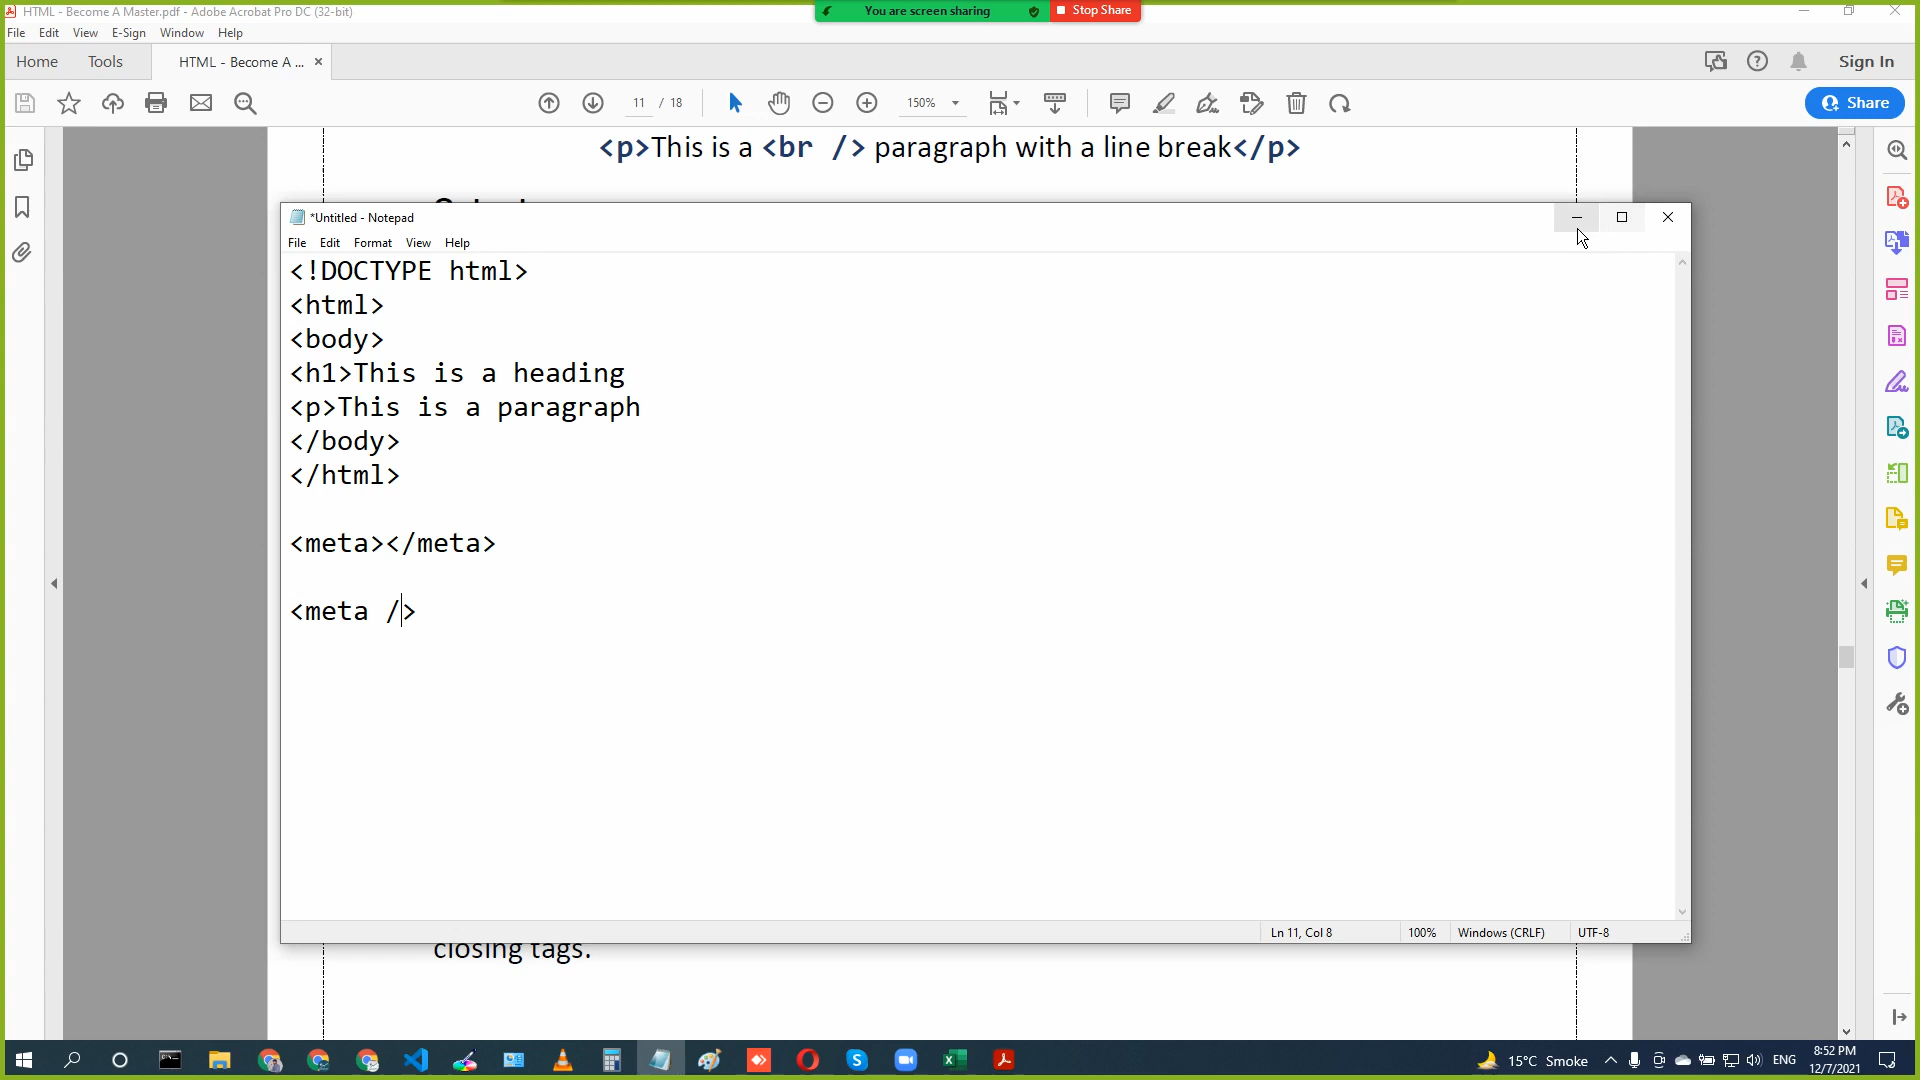 HTML - Become A Master.pdf - Adobe Acrobat Pro DC (32-bit)
You are screen sharing
Stop Share
File Edit View E-Sign Window Help
Home Tools HTML - Become A ... ×
Sign In
11 / 18
150%
Share
<p>This is a <br /> paragraph with a line break</p>
*Untitled - Notepad
File Edit Format View Help
<!DOCTYPE html>
<html>
<body>
<h1>This is a heading
<p>This is a paragraph
</body>
</html>
<meta></meta>
<meta />
Ln 11, Col 8 100% Windows (CRLF) UTF-8
closing tags.
15°C Smoke
ENG
8:52 PM
12/7/2021